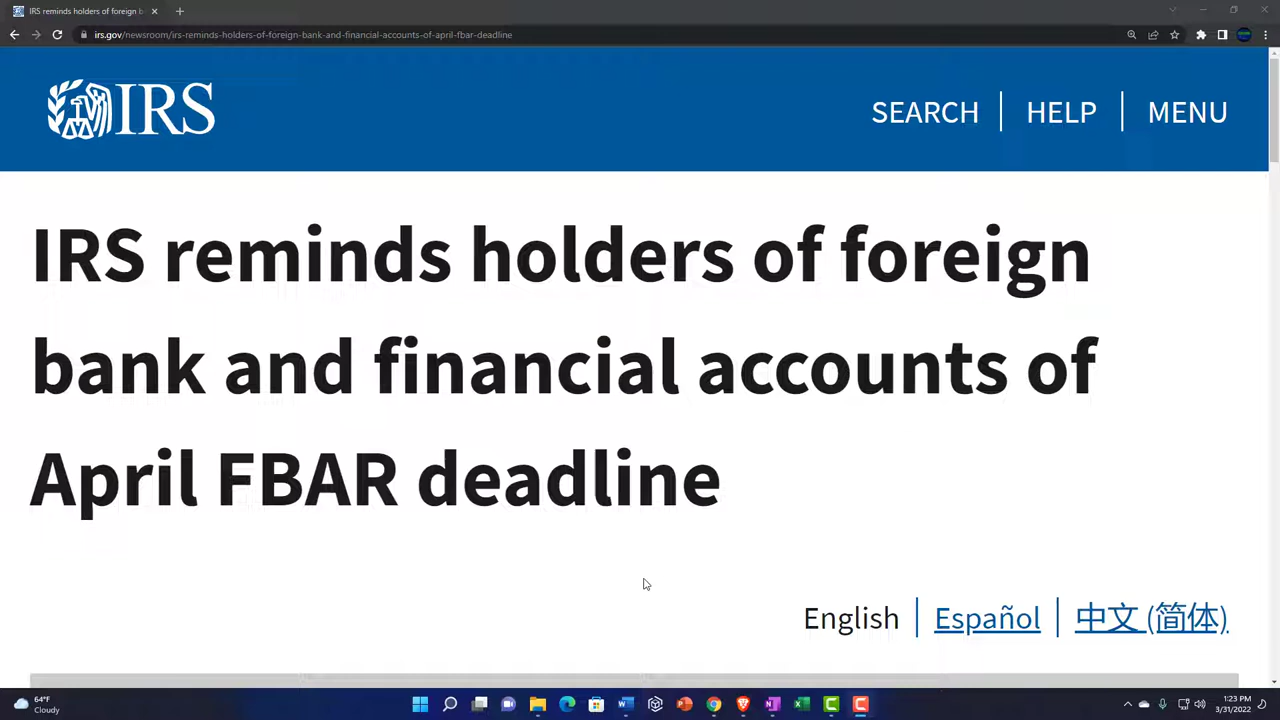 IRS reminds holders of foreign b
irs.gov/newsroom/irs-reminds-holders-of-foreign-bank-and-financial-accounts-of-april-fbar-deadline
IRS
SEARCH
HELP
MENU
IRS reminds holders of foreign
bank and financial accounts of
April FBAR deadline
English
Español
中文 (简体)
64°F
Cloudy
1:23 PM
3/31/2022